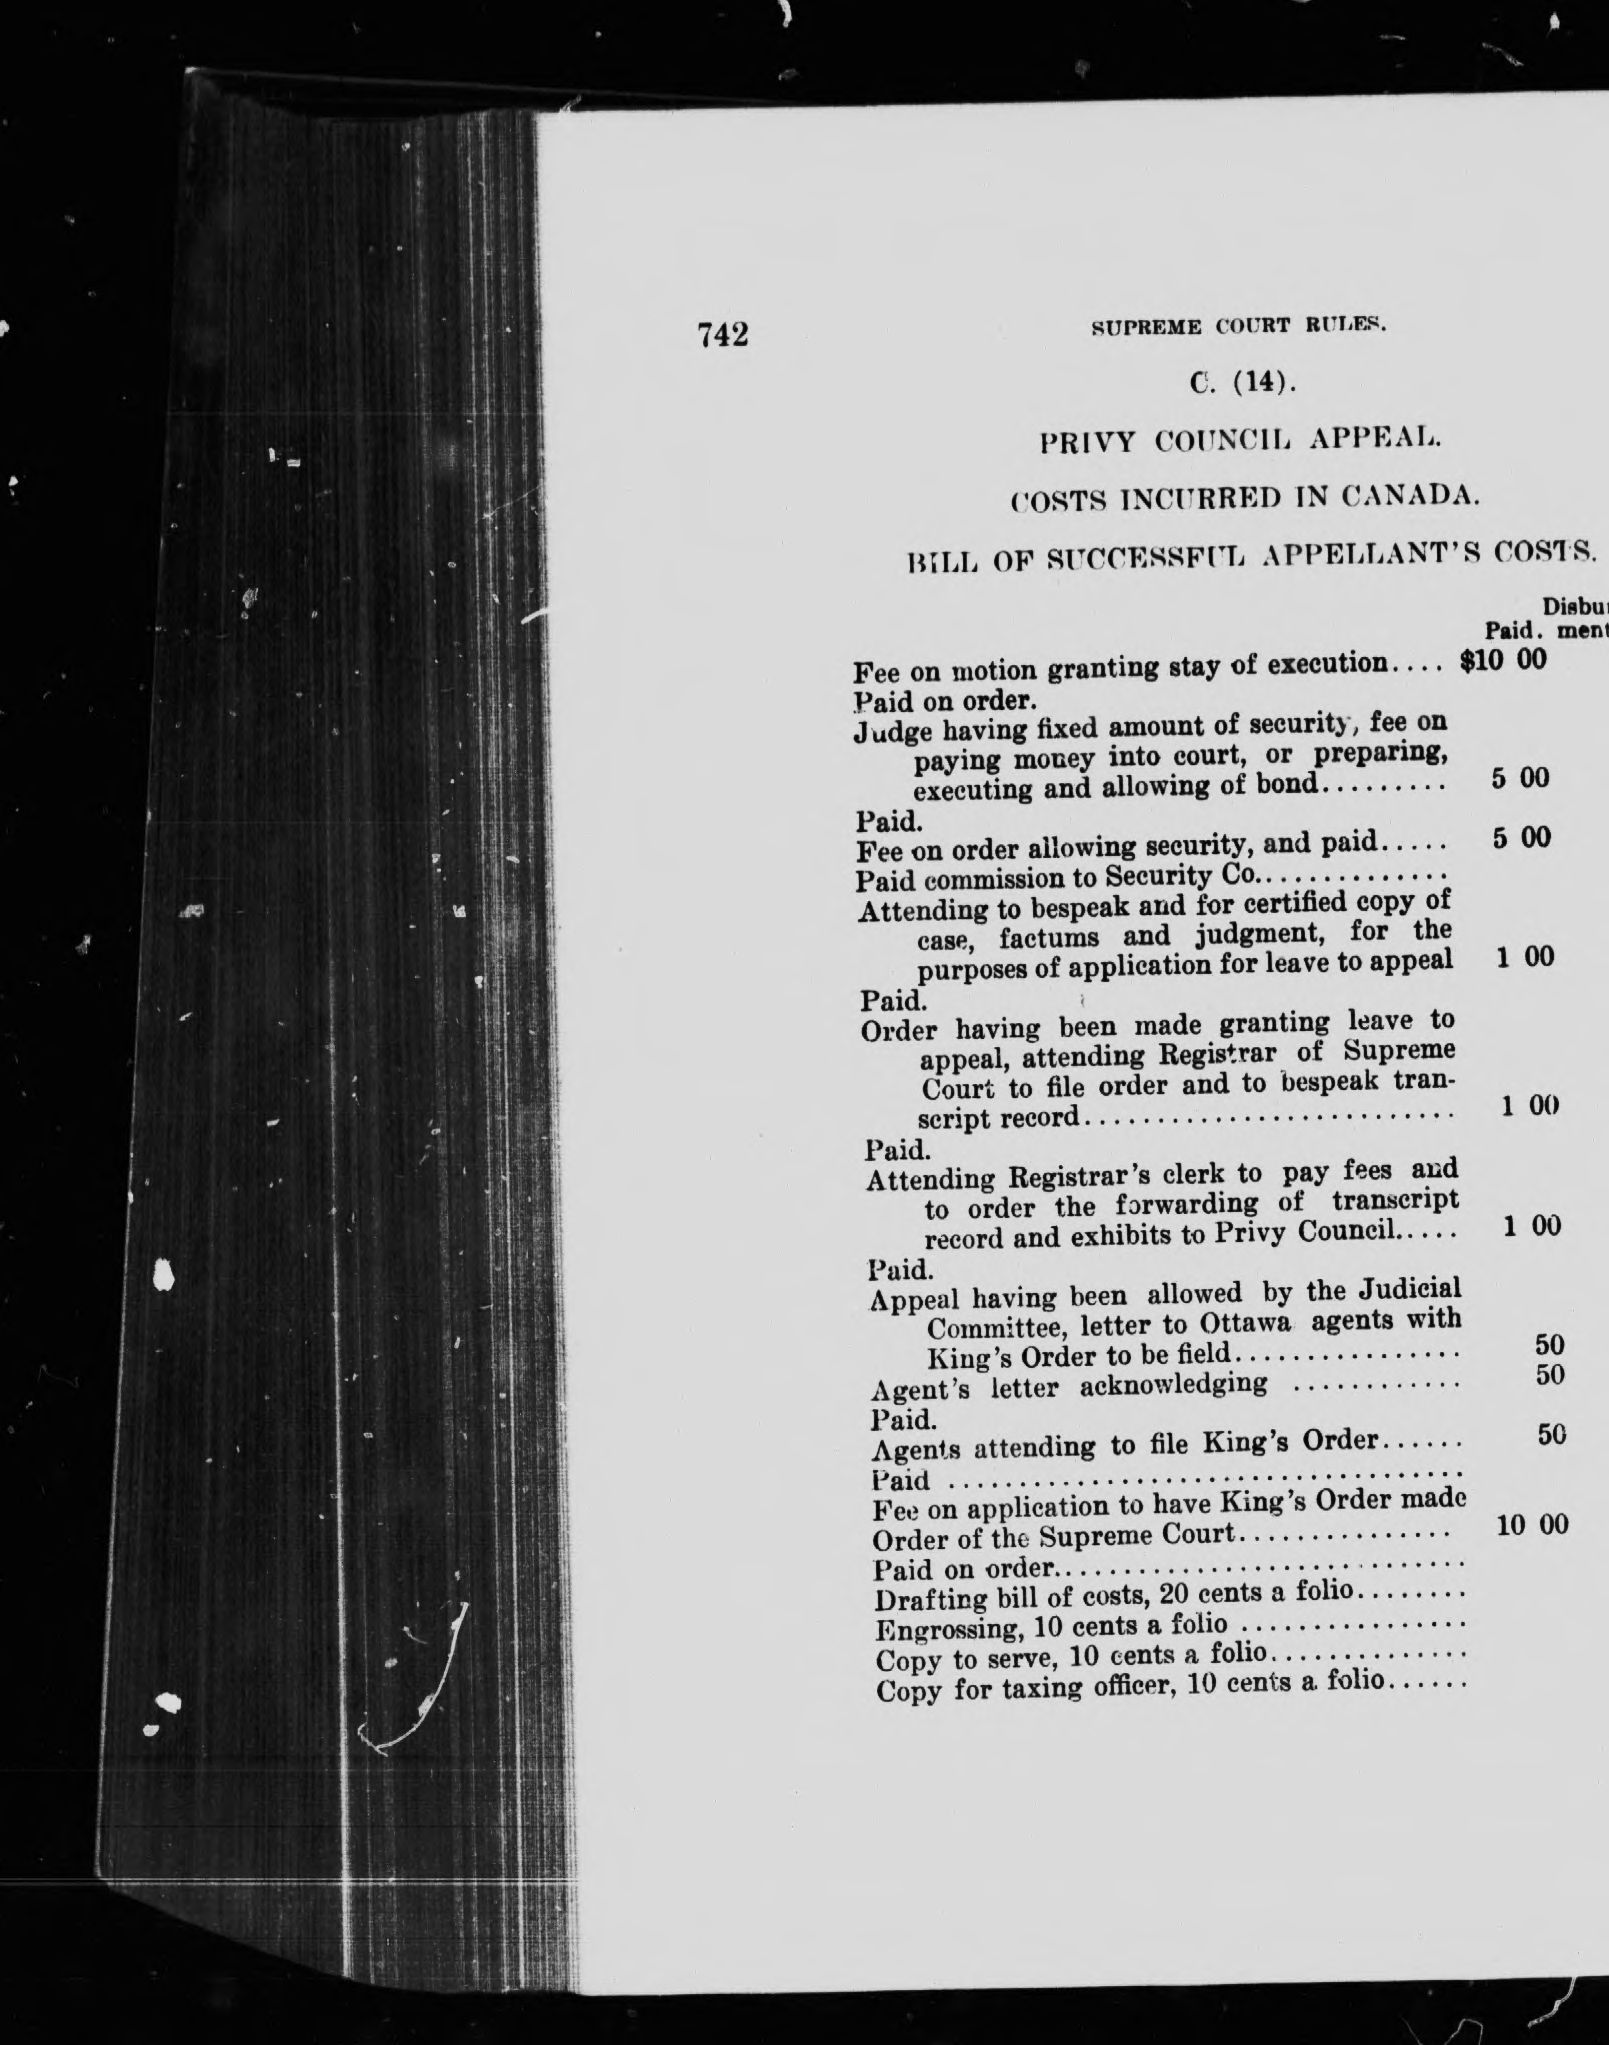 742 SUPREME COURT RULES.
C. (14).
PRIVY COUNCIL APPEAL.
COSTS INCURRED IN CANADA.
BILL OF SUCCESSFUL APPELLANT'S COSTS.
Paid.
Fee on motion granting stay of execution.... $10 00
Paid on order.
Judge having fixed amount of security, fee on
paying money into court, or preparing,
executing and allowing of bond......... 5 00
Paid.
Fee on order allowing security, and paid..... 5 00
Paid commission to Security Co..............
Attending to bespeak and for certified copy of
case, factums and judgment, for the
purposes of application for leave to appeal 1 00
Paid.
Order having been made granting leave to
appeal, attending Registrar of Supreme
Court to file order and to bespeak tran-
script record.......................... 1 00
Paid.
Attending Registrar's clerk to pay fees and
to order the forwarding of transcript
record and exhibits to Privy Council..... 1 00
Paid.
Appeal having been allowed by the Judicial
Committee, letter to Ottawa agents with
King's Order to be field................ 50
Agent's letter acknowledging ............ 50
Paid.
Agents attending to file King's Order...... 50
Paid ....................................
Fee on application to have King's Order made
Order of the Supreme Court............... 10 00
Paid on order.............................
Drafting bill of costs, 20 cents a folio........
Engrossing, 10 cents a folio ................
Copy to serve, 10 cents a folio..............
Copy for taxing officer, 10 cents a folio......